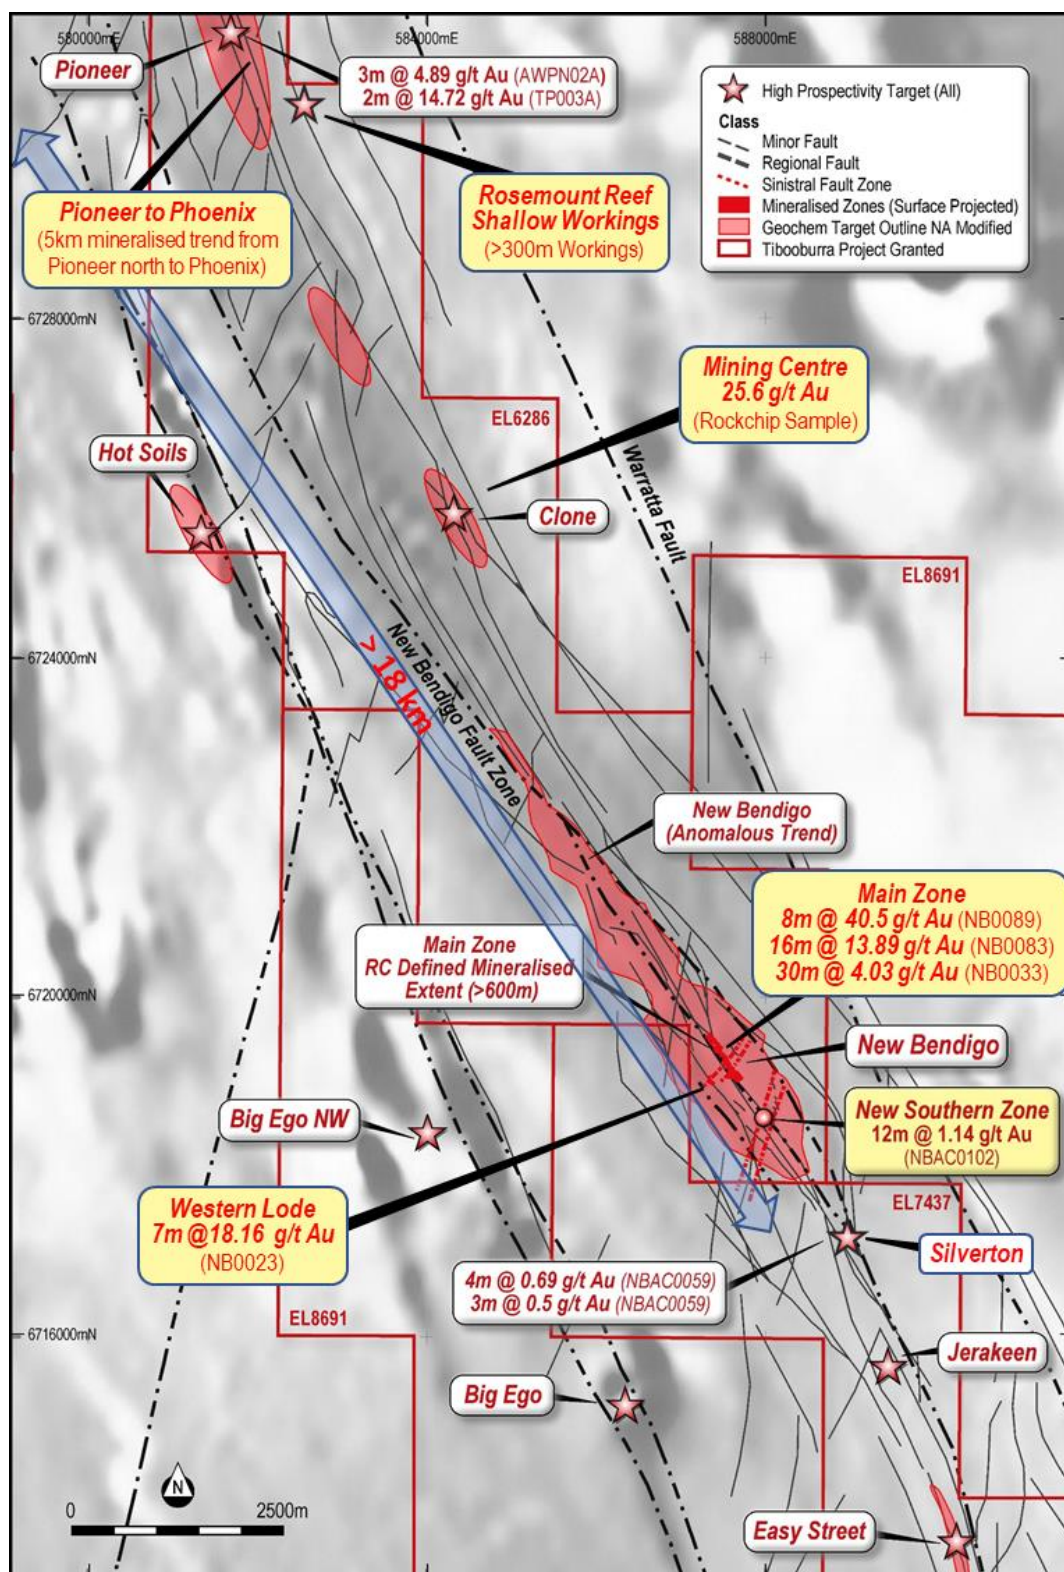 580000mE
584000mE
588000mE
Pioneer
3m @ 4.89 g/t Au (AWPN02A)
2m @ 14.72 g/t Au (TP003A)
High Prospectivity Target (All)
Class
Minor Fault
Regional Fault
Sinistral Fault Zone
Mineralised Zones (Surface Projected)
Geochem Target Outline NA Modified
Tibooburra Project Granted
Pioneer to Phoenix
(5km mineralised trend from
Pioneer north to Phoenix)
Rosemount Reef
Shallow Workings
(>300m Workings)
6728000mN
Mining Centre
25.6 g/t Au
(Rockchip Sample)
EL6286
Hot Soils
Clone
Warratta Fault
EL8691
6724000mN
New Bendigo Fault Zone
> 18 km
New Bendigo
(Anomalous Trend)
Main Zone
8m @ 40.5 g/t Au (NB0089)
16m @ 13.89 g/t Au (NB0083)
30m @ 4.03 g/t Au (NB0033)
Main Zone
RC Defined Mineralised
Extent (>600m)
6720000mN
New Bendigo
Big Ego NW
New Southern Zone
12m @ 1.14 g/t Au
(NBAC0102)
Western Lode
7m @18.16 g/t Au
(NB0023)
EL7437
Silverton
4m @ 0.69 g/t Au (NBAC0059)
3m @ 0.5 g/t Au (NBAC0059)
EL8691
6716000mN
Jerakeen
Big Ego
N
0 2500m
Easy Street